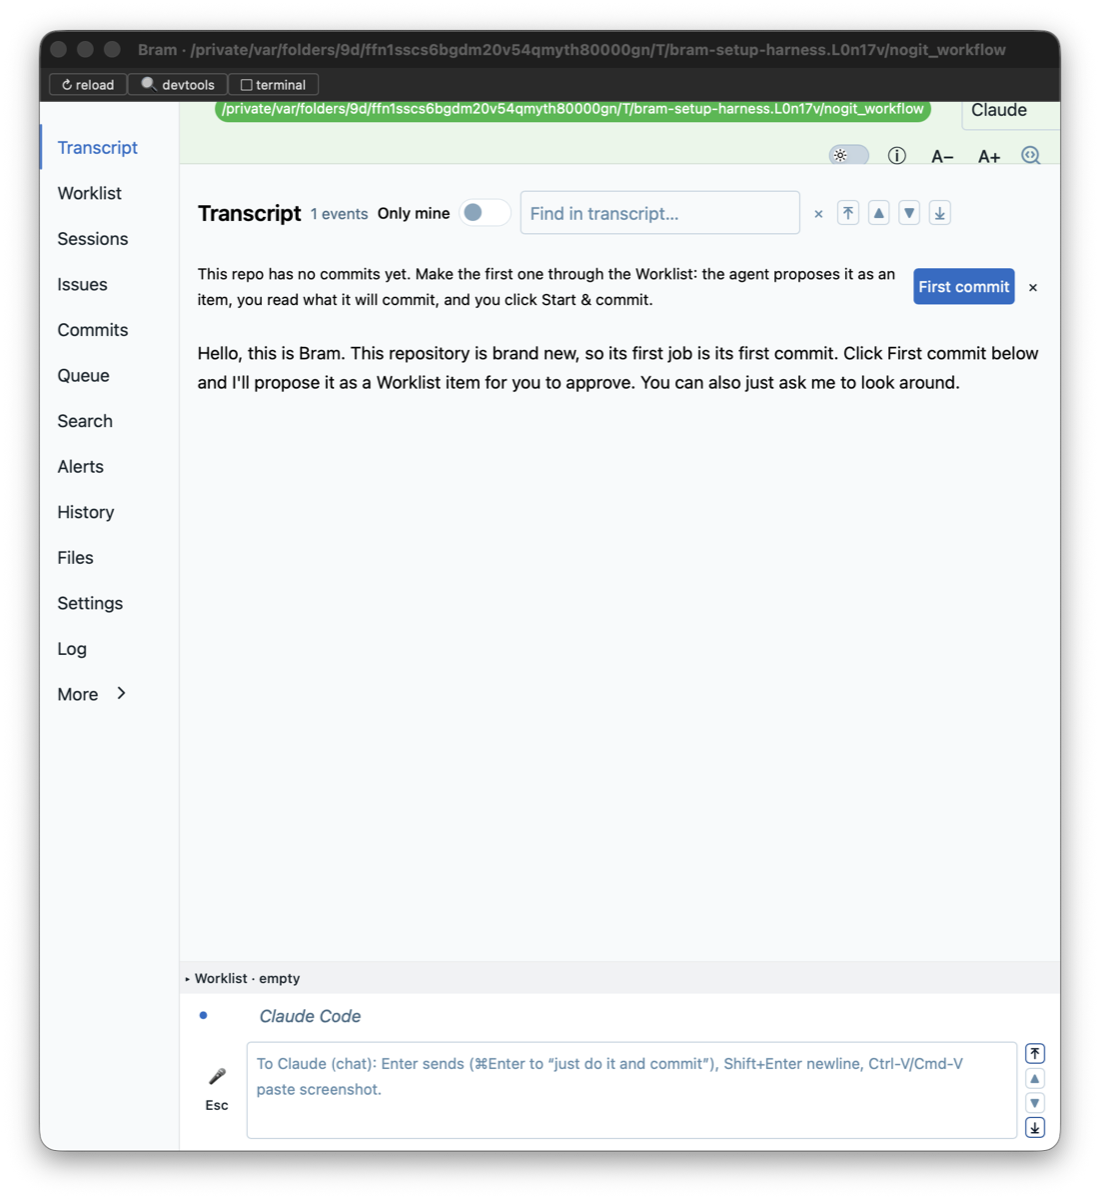 Bram · /private/var/folders/9d/ffn1sscs6bgdm20v54qmyth80000gn/T/bram-setup-harness.L0n17v/nogit_workflow
reload
devtools
terminal
/private/var/folders/9d/ffn1sscs6bgdm20v54qmyth80000gn/T/bram-setup-harness.L0n17v/nogit_workflow
Claude
A−
A+
Transcript
Worklist
Sessions
Issues
Commits
Queue
Search
Alerts
History
Files
Settings
Log
More
Transcript 1 events Only mine Find in transcript...
This repo has no commits yet. Make the first one through the Worklist: the agent proposes it as an
item, you read what it will commit, and you click Start & commit.
First commit
Hello, this is Bram. This repository is brand new, so its first job is its first commit. Click First commit below
and I'll propose it as a Worklist item for you to approve. You can also just ask me to look around.
Worklist · empty
Claude Code
Esc
To Claude (chat): Enter sends (⌘Enter to “just do it and commit”), Shift+Enter newline, Ctrl-V/Cmd-V
paste screenshot.